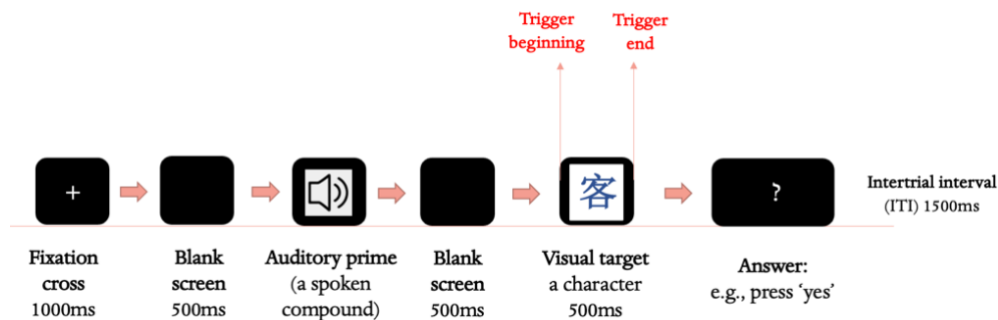 Trigger
beginning
Trigger
end
+
客
?
Intertrial interval
(ITI) 1500ms
Fixation
cross
1000ms
Blank
screen
500ms
Auditory prime
(a spoken
compound)
Blank
screen
500ms
Visual target
a character
500ms
Answer:
e.g., press ‘yes’